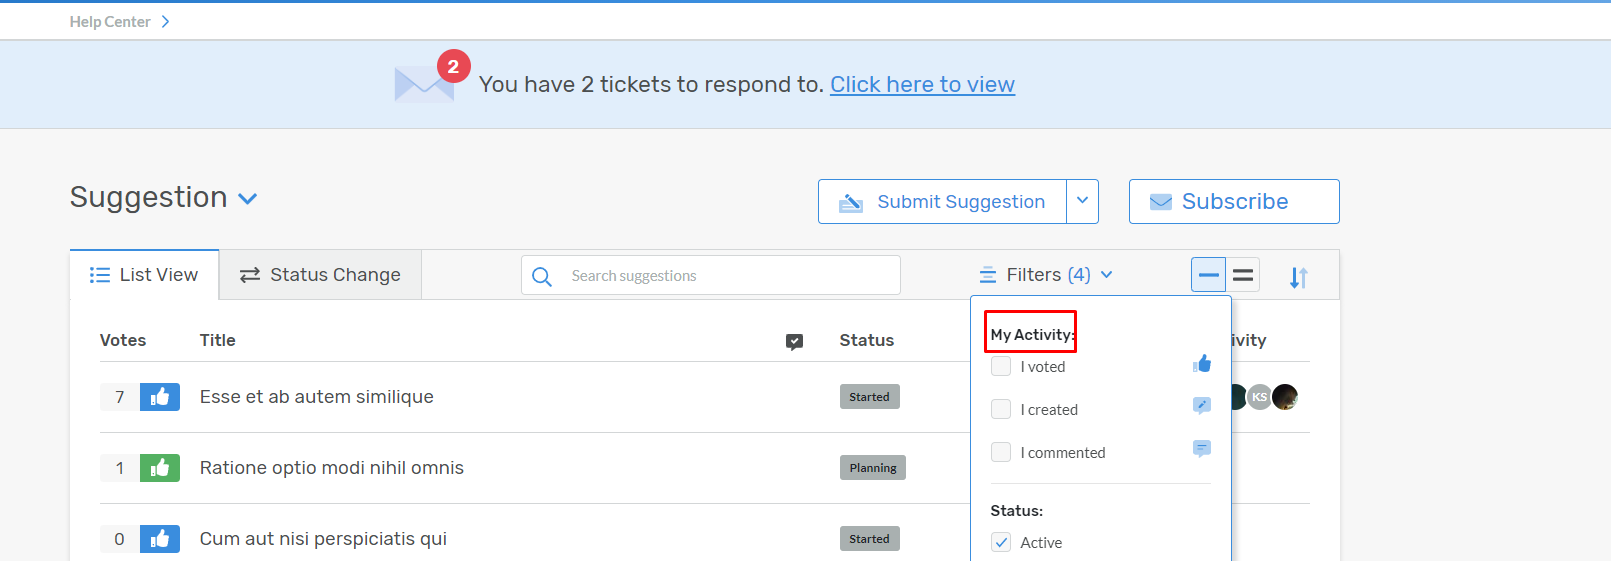 Help Center
2
You have 2 tickets to respond to. Click here to view
Suggestion
Submit Suggestion
Subscribe
List View
Status Change
Search suggestions
Filters (4)
Votes
Title
Status
ivity
My Activity:
I voted
I created
I commented
Status:
Active
7
Esse et ab autem similique
Started
KS
1
Ratione optio modi nihil omnis
Planning
0
Cum aut nisi perspiciatis qui
Started